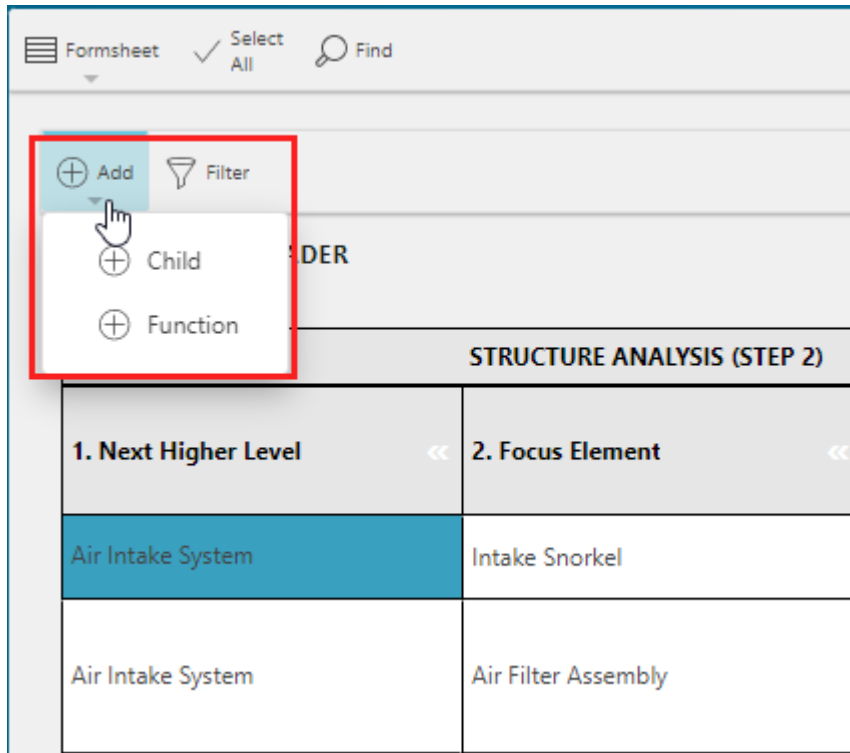 Formsheet
Select
All
Find
Add
Filter
Child
ADER
Function
STRUCTURE ANALYSIS (STEP 2)
1. Next Higher Level
2. Focus Element
Air Intake System
Intake Snorkel
Air Intake System
Air Filter Assembly